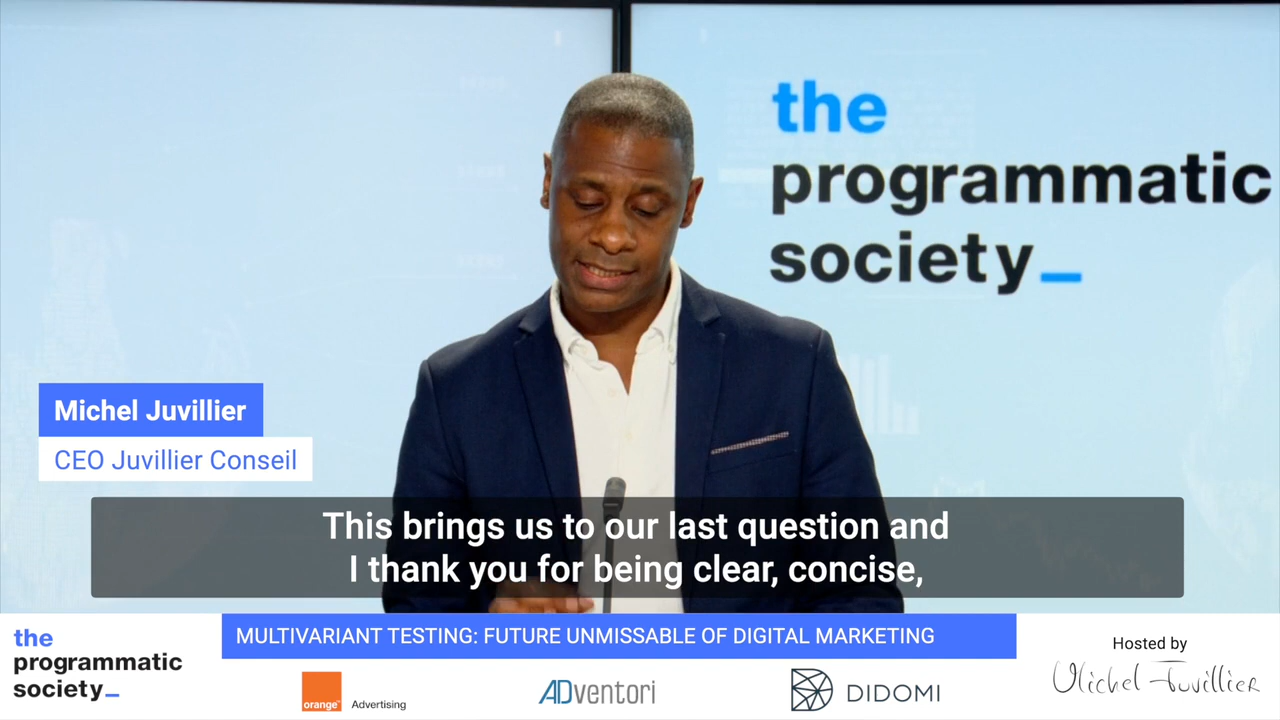 the
programmatic
society_
Michel Juvillier
CEO Juvillier Conseil
This brings us to our last question and
I thank you for being clear, concise,
MULTIVARIANT TESTING: FUTURE UNMISSABLE OF DIGITAL MARKETING
the
programmatic
society_
orange™
Advertising
ADventori
DIDOMI
Hosted by
Michel Juvillier